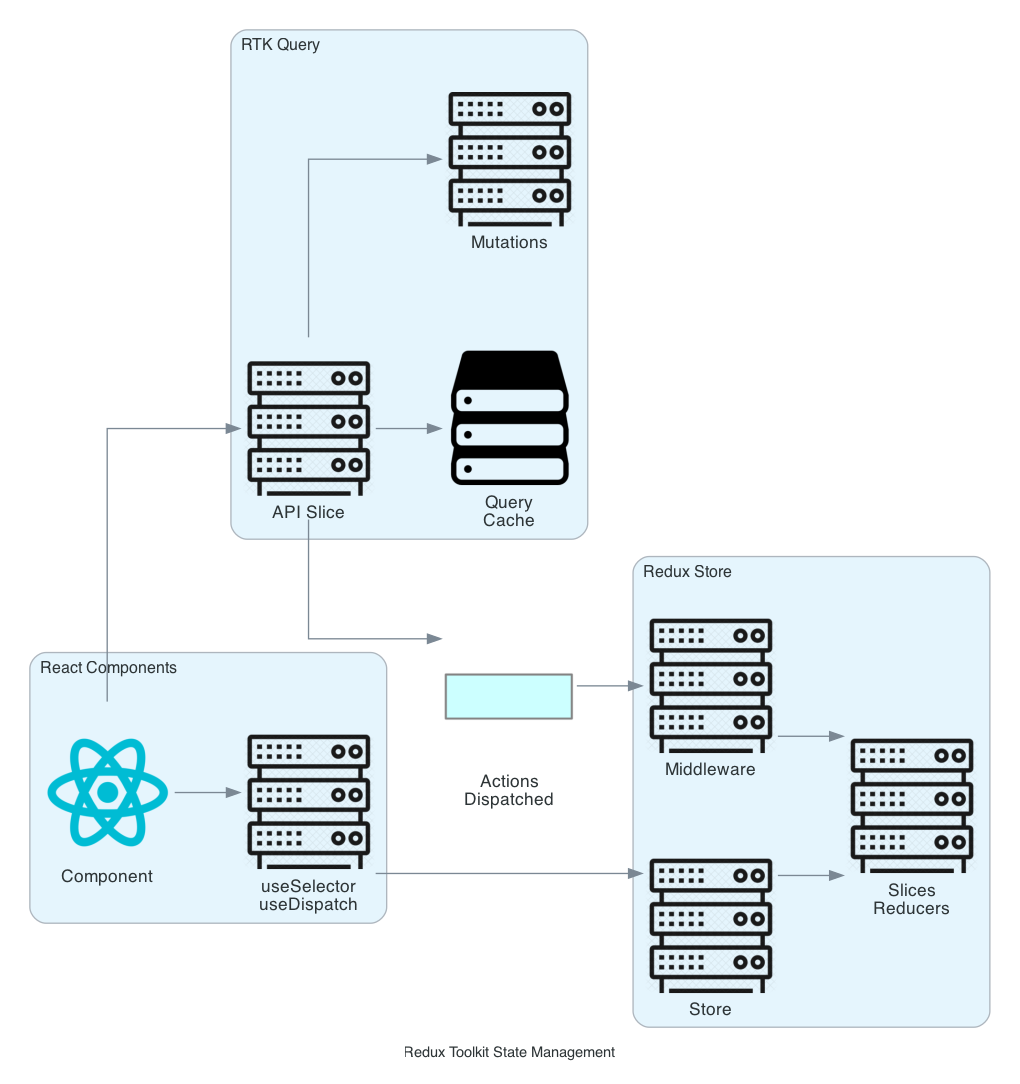 RTK Query
Mutations
API Slice
Query
Cache
Redux Store
React Components
Middleware
Actions
Dispatched
Component
useSelector
useDispatch
Slices
Reducers
Store
Redux Toolkit State Management